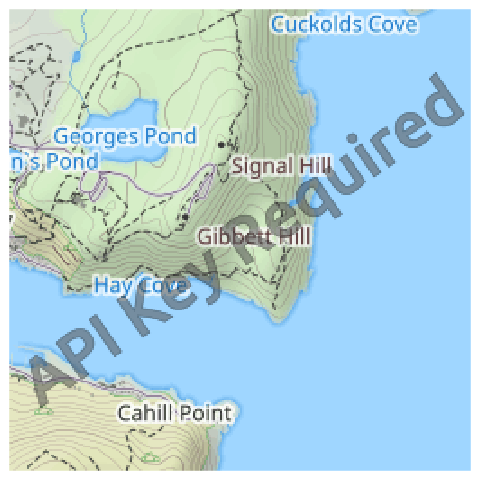 Cuckolds Cove
Georges Pond
n's Pond
Signal Hill
Gibbett Hill
Hay Cove
API Key Required
Cahill Point